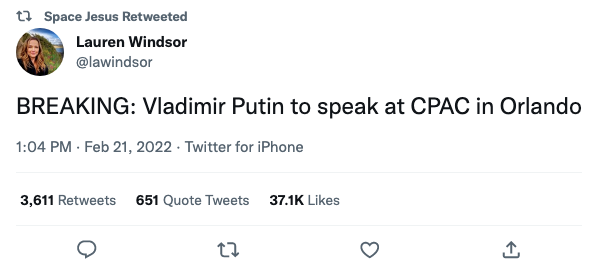 Space Jesus Retweeted
Lauren Windsor
@lawindsor
BREAKING: Vladimir Putin to speak at CPAC in Orlando
1:04 PM · Feb 21, 2022 · Twitter for iPhone
3,611 Retweets 651 Quote Tweets 37.1K Likes